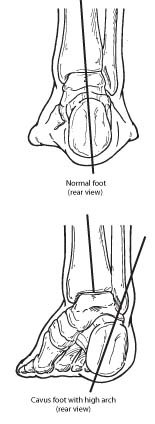 Normal foot
(rear view)
Cavus foot with high arch
(rear view)